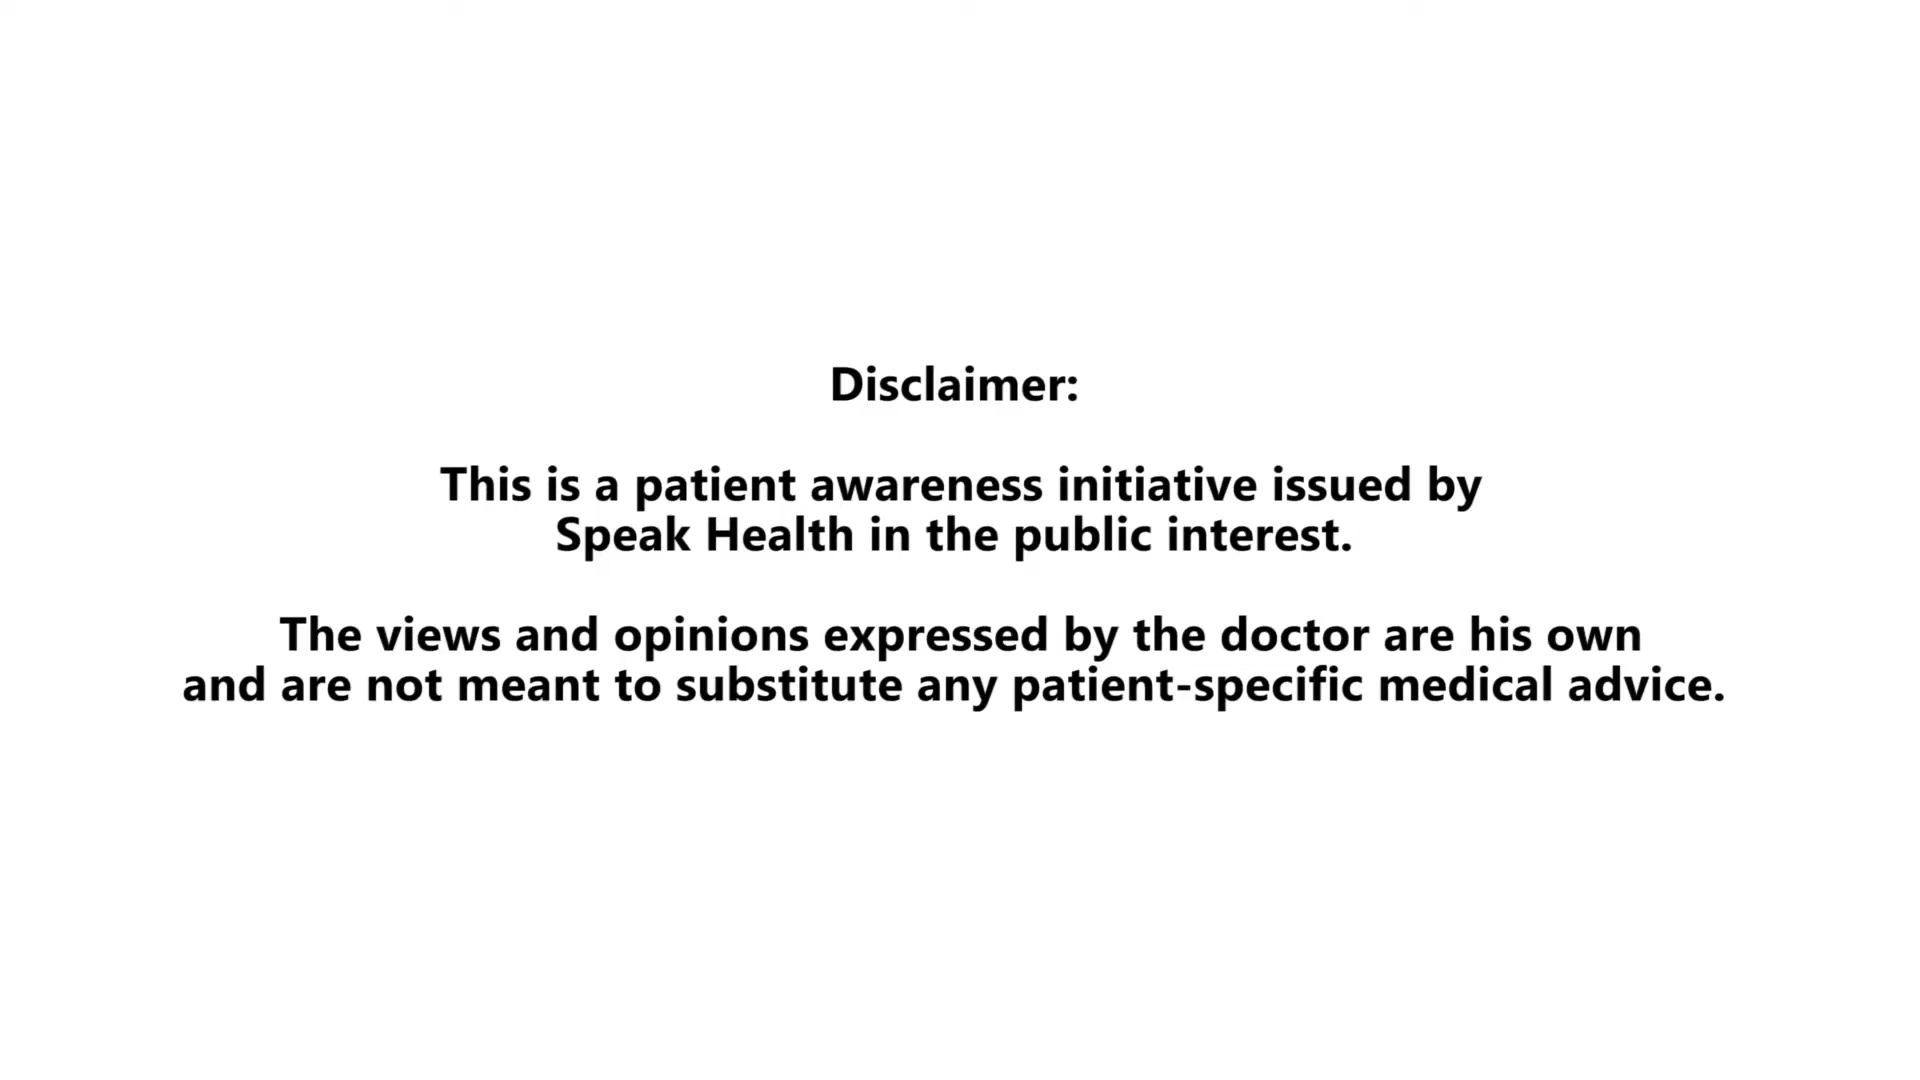 Disclaimer:
This is a patient awareness initiative issued by
Speak Health in the public interest.
The views and opinions expressed by the doctor are his own
and are not meant to substitute any patient-specific medical advice.